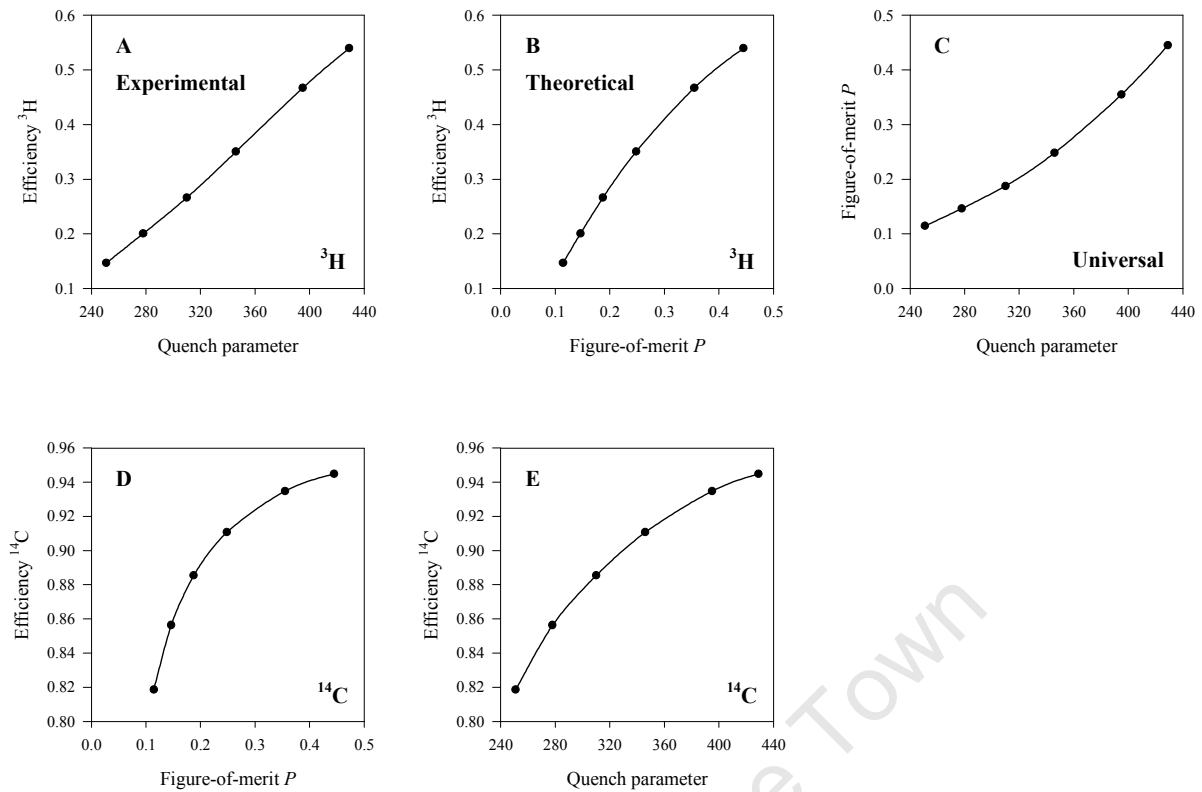 A
Experimental
Efficiency ³H
0.6
0.5
0.4
0.3
0.2
0.1
³H
240 280 320 360 400 440
Quench parameter
B
Theoretical
Efficiency ³H
0.6
0.5
0.4
0.3
0.2
0.1
³H
0.0 0.1 0.2 0.3 0.4 0.5
Figure-of-merit P
C
Figure-of-merit P
0.5
0.4
0.3
0.2
0.1
0.0
Universal
240 280 320 360 400 440
Quench parameter
D
Efficiency ¹⁴C
0.96
0.94
0.92
0.90
0.88
0.86
0.84
0.82
0.80
¹⁴C
0.0 0.1 0.2 0.3 0.4 0.5
Figure-of-merit P
E
Efficiency ¹⁴C
0.96
0.94
0.92
0.90
0.88
0.86
0.84
0.82
0.80
¹⁴C
240 280 320 360 400 440
Quench parameter
Town